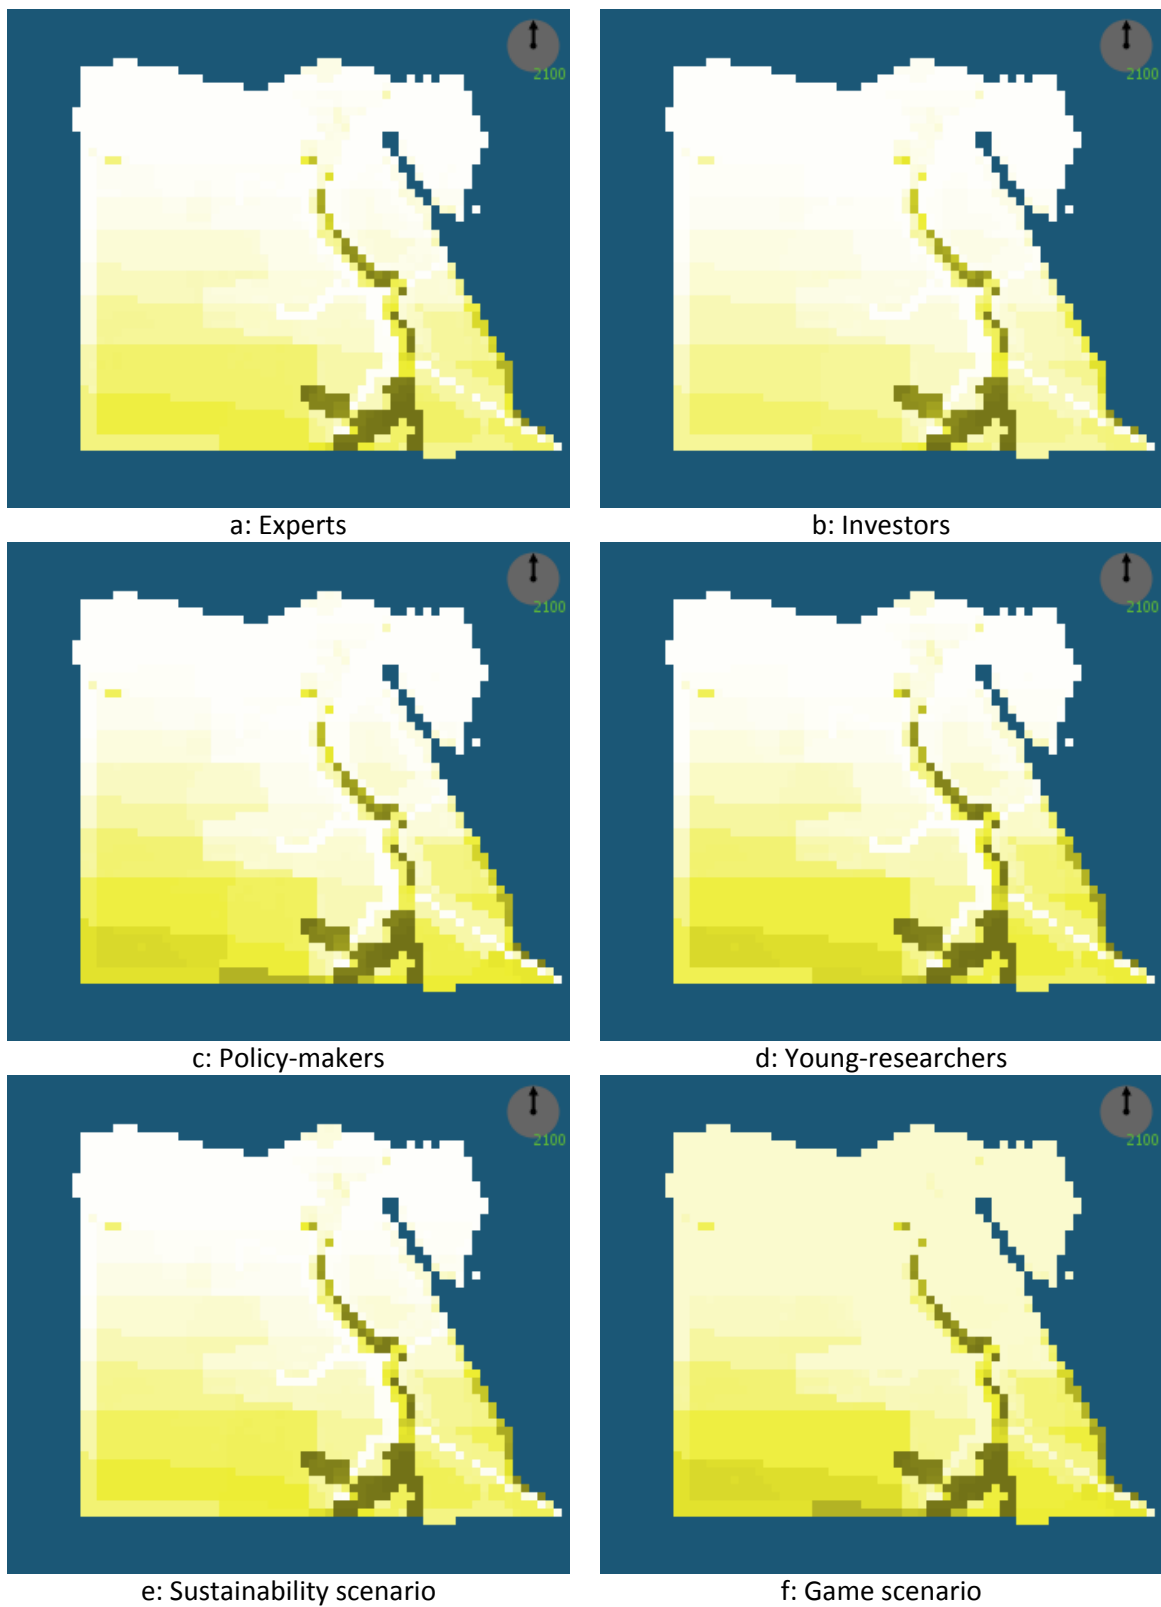 2100
2100
a: Experts
b: Investors
2100
2100
c: Policy-makers
d: Young-researchers
2100
2100
e: Sustainability scenario
f: Game scenario